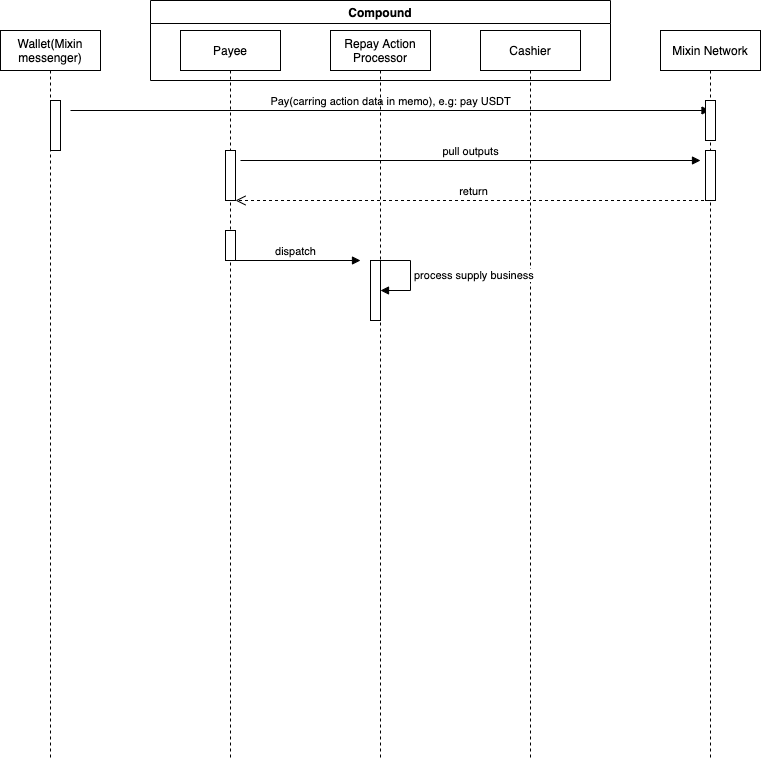 Compound
Wallet(Mixin
messenger)
Payee
Repay Action
Processor
Cashier
Mixin Network
Pay(carring action data in memo), e.g: pay USDT
pull outputs
return
dispatch
process supply business